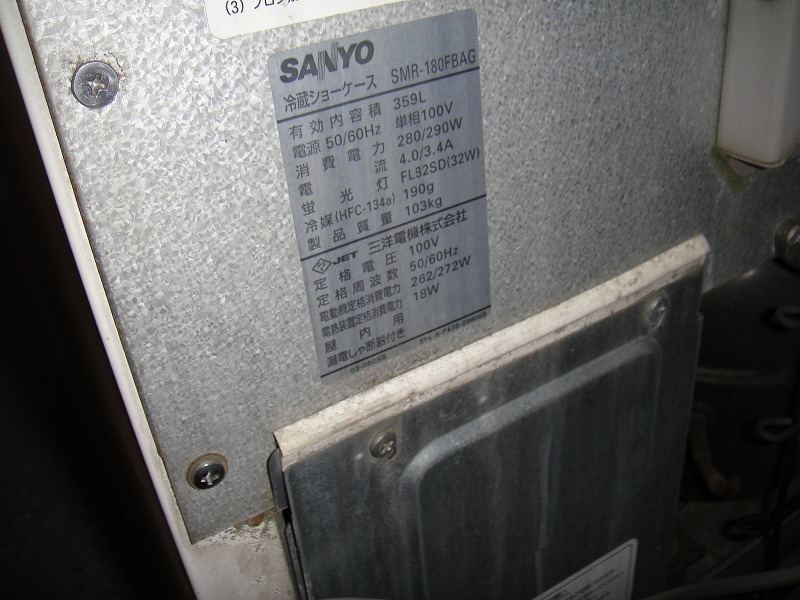 (3) フロン
SANYO
冷蔵ショーケース SMR-180FBAG
有効内容積 359L
電源 50/60Hz 単相100V
消費電力 280/290W
電流 4.0/3.4A
蛍光灯 FL32SD(32W)
冷媒(HFC-134a) 190g
製品質量 103kg
JET 三洋電機株式会社
定格電圧 100V
定格周波数 50/60Hz
電動機定格消費電力 262/272W
電熱装置定格消費電力 18W
屋内用
漏電しゃ断器付き